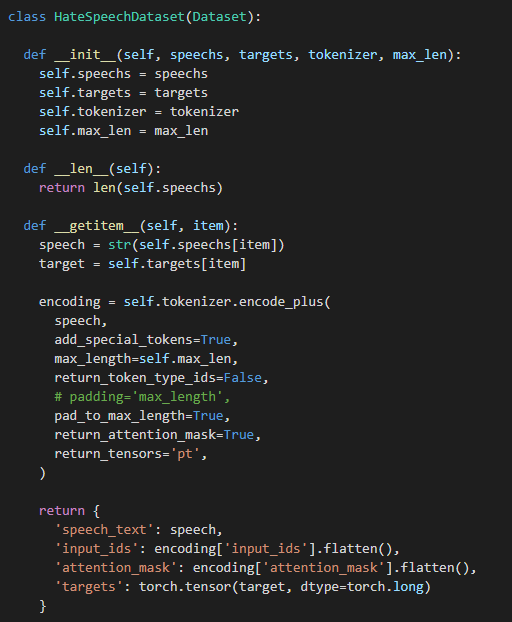 class HateSpeechDataset(Dataset):
def __init__(self, speechs, targets, tokenizer, max_len):
self.speechs = speechs
self.targets = targets
self.tokenizer = tokenizer
self.max_len = max_len
def __len__(self):
return len(self.speechs)
def __getitem__(self, item):
speech = str(self.speechs[item])
target = self.targets[item]
encoding = self.tokenizer.encode_plus(
speech,
add_special_tokens=True,
max_length=self.max_len,
return_token_type_ids=False,
# padding='max_length',
pad_to_max_length=True,
return_attention_mask=True,
return_tensors='pt',
)
return {
'speech_text': speech,
'input_ids': encoding['input_ids'].flatten(),
'attention_mask': encoding['attention_mask'].flatten(),
'targets': torch.tensor(target, dtype=torch.long)
}